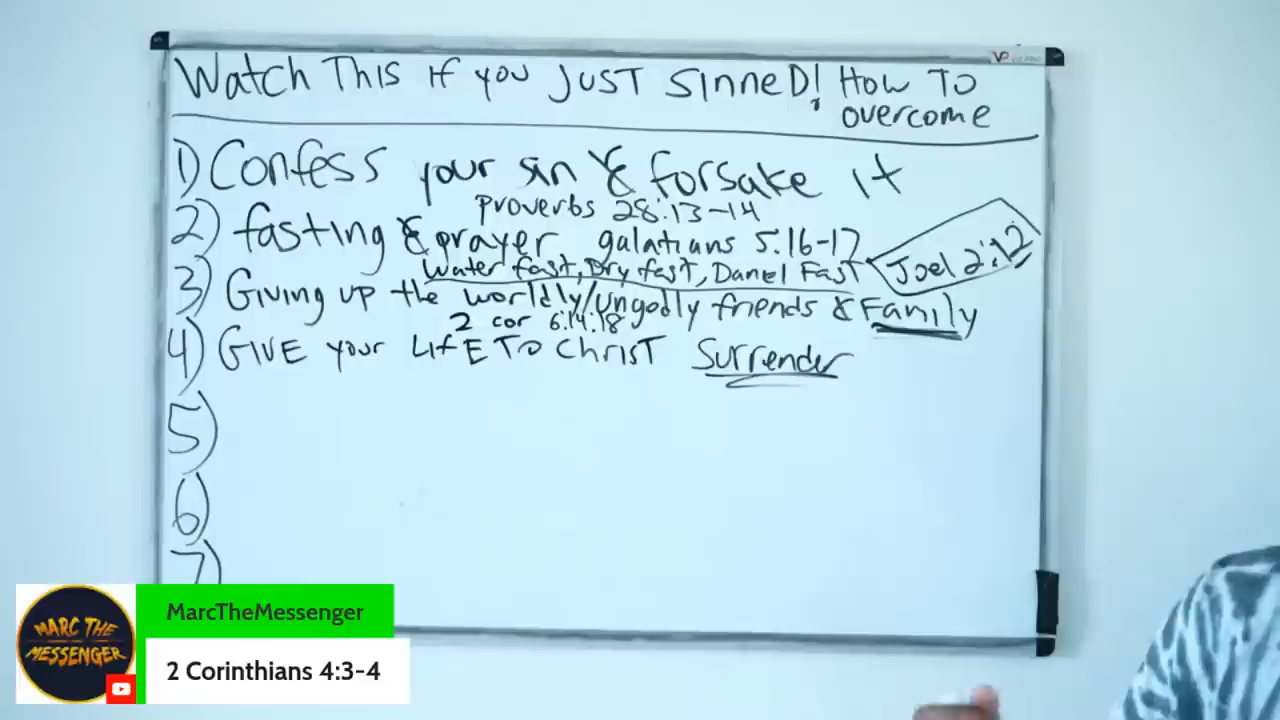 Watch This if you JUST SinneD! How To
overcome
1) Confess your sin & forsake it
Proverbs 28:13-14
2) fasting & prayer galatians 5:16-17
Water fast, Dry fast, Daniel Fast
Joel 2:12
3) Giving up the worldly/ungodly friends & Family
2 cor 6:14:18
4) GIVE your LifE To Christ Surrender
5)
6)
7)
MARC THE
MESSENGER
MarcTheMessenger
2 Corinthians 4:3-4